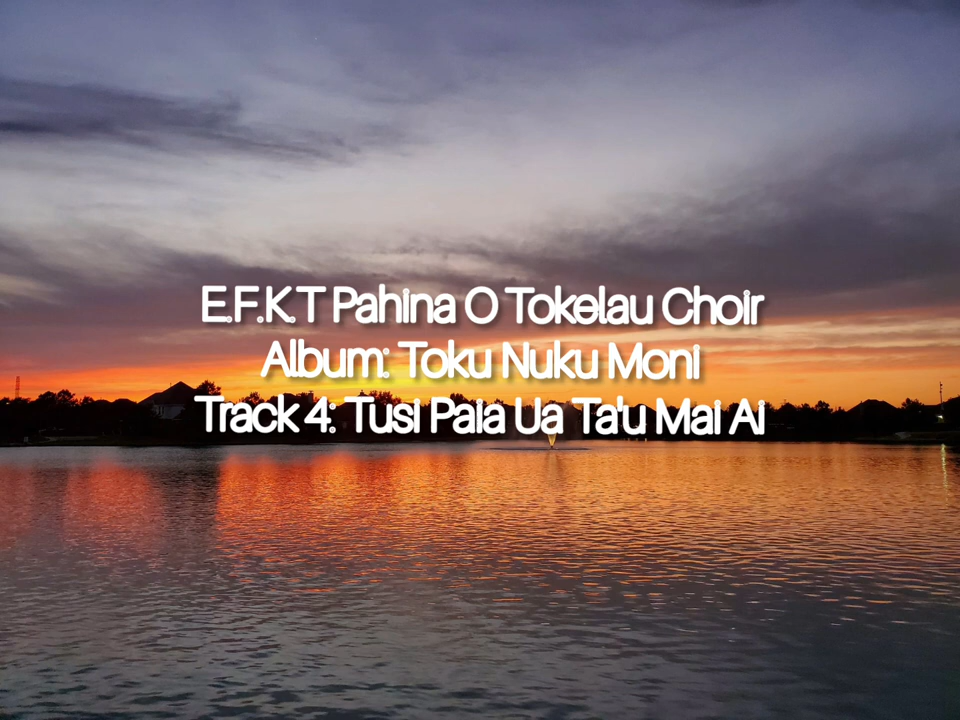 E.F.K.T Pahina O Tokelau Choir
Album: Toku Nuku Moni
Track 4: Tusi Paia Ua Ta'u Mai Ai